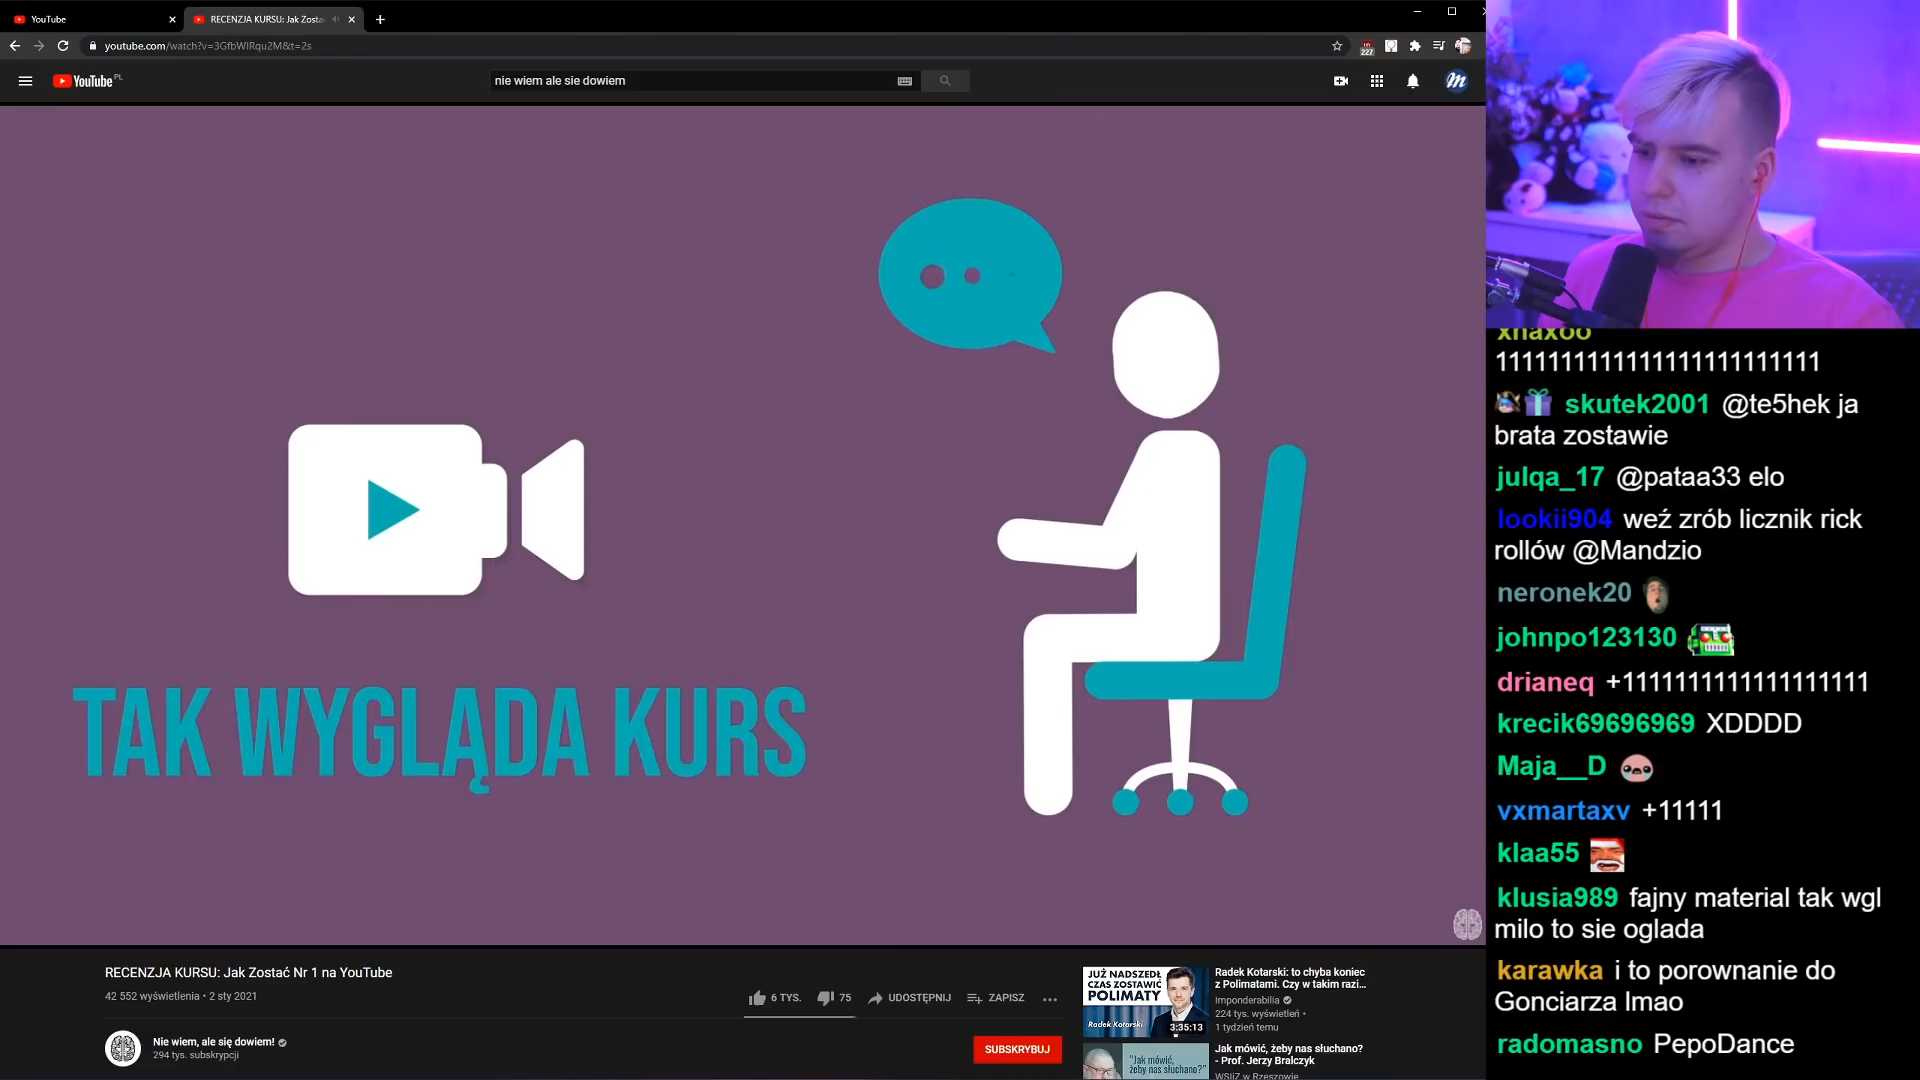 YouTube
RECENZJA KURSU: Jak Zosta
youtube.com/watch?v=3GfbWlRqu2M&t=2s
227
YouTube PL
nie wiem ale sie dowiem
TAK WYGLĄDA KURS
RECENZJA KURSU: Jak Zostać Nr 1 na YouTube
42 552 wyświetlenia • 2 sty 2021
6 TYS.
75
UDOSTĘPNIJ
ZAPISZ
Nie wiem, ale się dowiem!
294 tys. subskrypcji
SUBSKRYBUJ
JUŻ NADSZEDŁ
CZAS ZOSTAWIĆ
POLIMATY
Radek Kotarski
3:35:13
Radek Kotarski: to chyba koniec
z Polimatami. Czy w takim razi...
Imponderabilia
224 tys. wyświetleń •
1 tydzień temu
"Jak mówić,
żeby nas słuchano?"
Jak mówić, żeby nas słuchano?
- Prof. Jerzy Bralczyk
WSIiZ w Rzeszowie
xnaxoo
1111111111111111111111111
skutek2001 @te5hek ja
brata zostawie
julqa_17 @pataa33 elo
lookii904 weź zrób licznik rick
rollów @Mandzio
neronek20
johnpo123130
drianeq +1111111111111111111
krecik69696969 XDDDD
Maja__D
vxmartaxv +11111
klaa55
klusia989 fajny material tak wgl
milo to sie oglada
karawka i to porownanie do
Gonciarza lmao
radomasno PepoDance